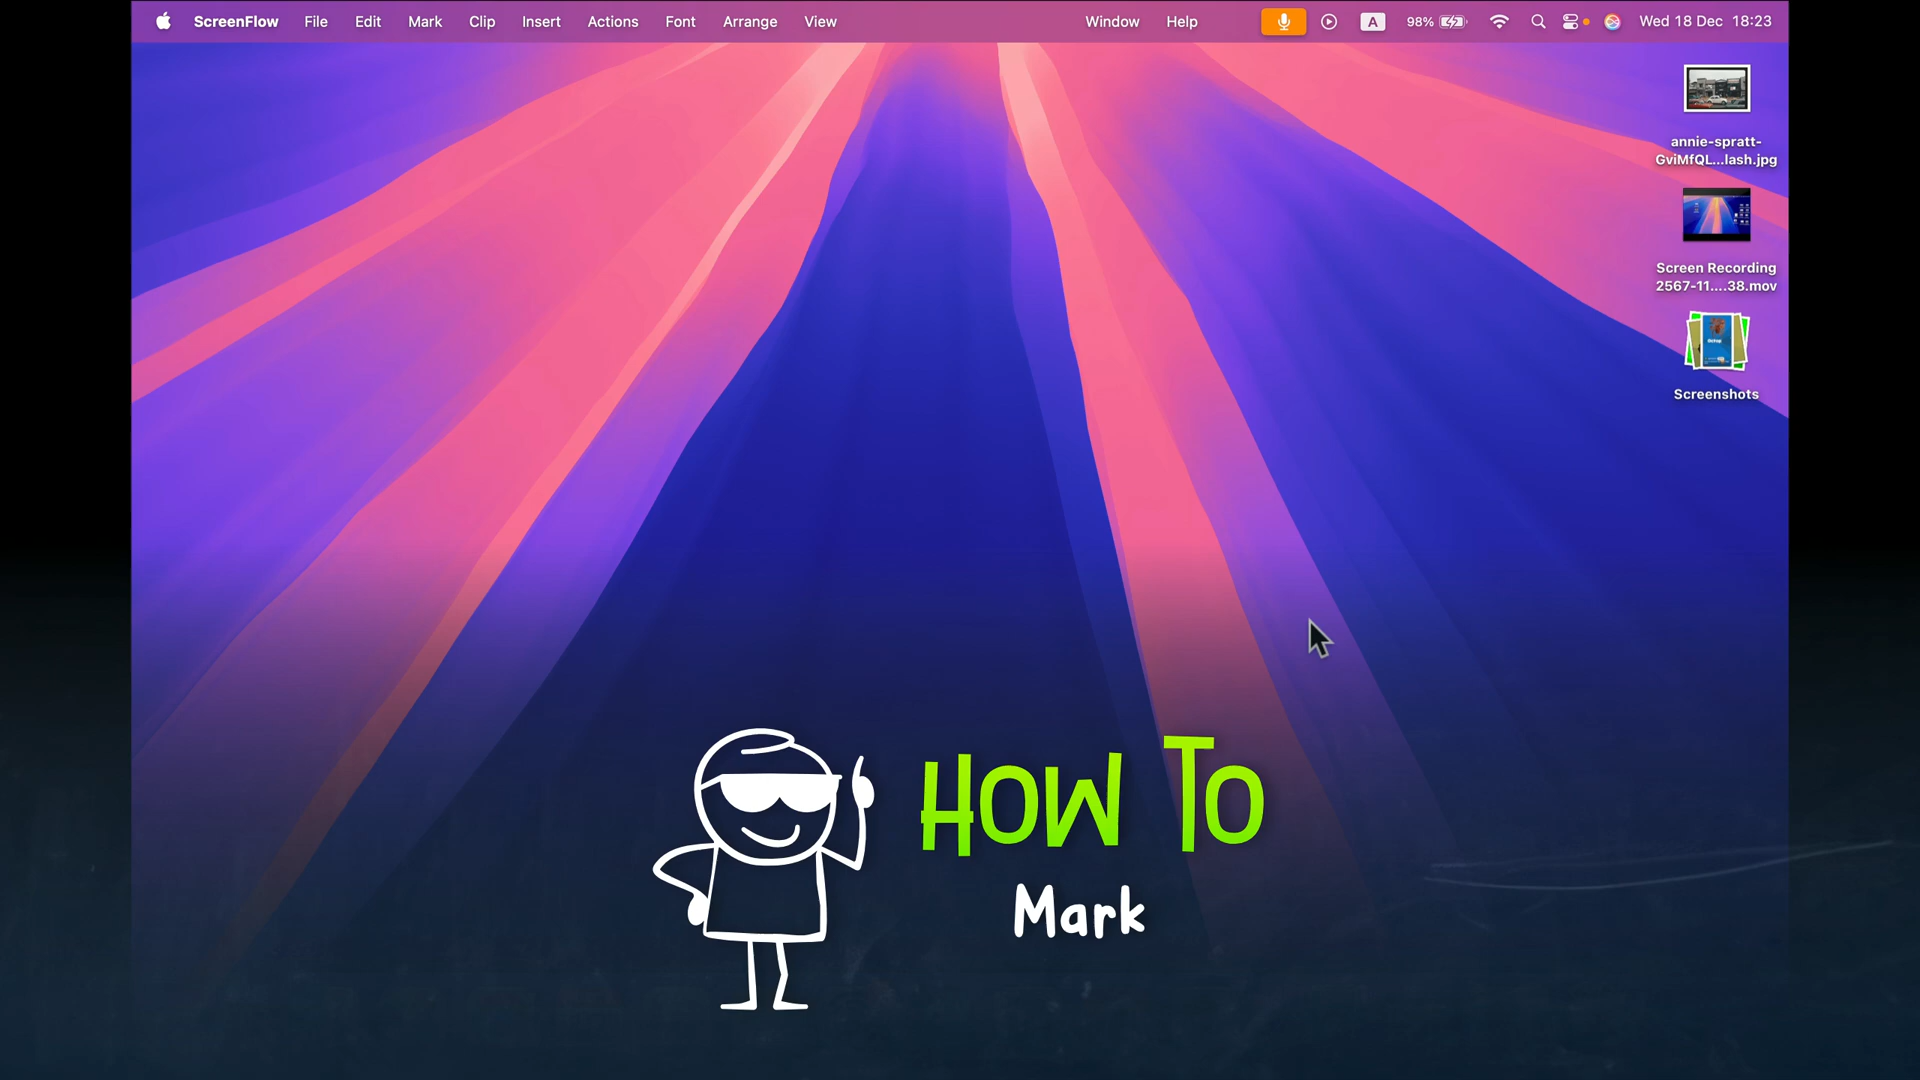 ScreenFlow File Edit Mark Clip Insert Actions Font Arrange View Window Help A 98% Wed 18 Dec 18:23
annie-spratt-
GviMfQL...lash.jpg
Screen Recording
2567-11....38.mov
Screenshots
HOW TO
Mark